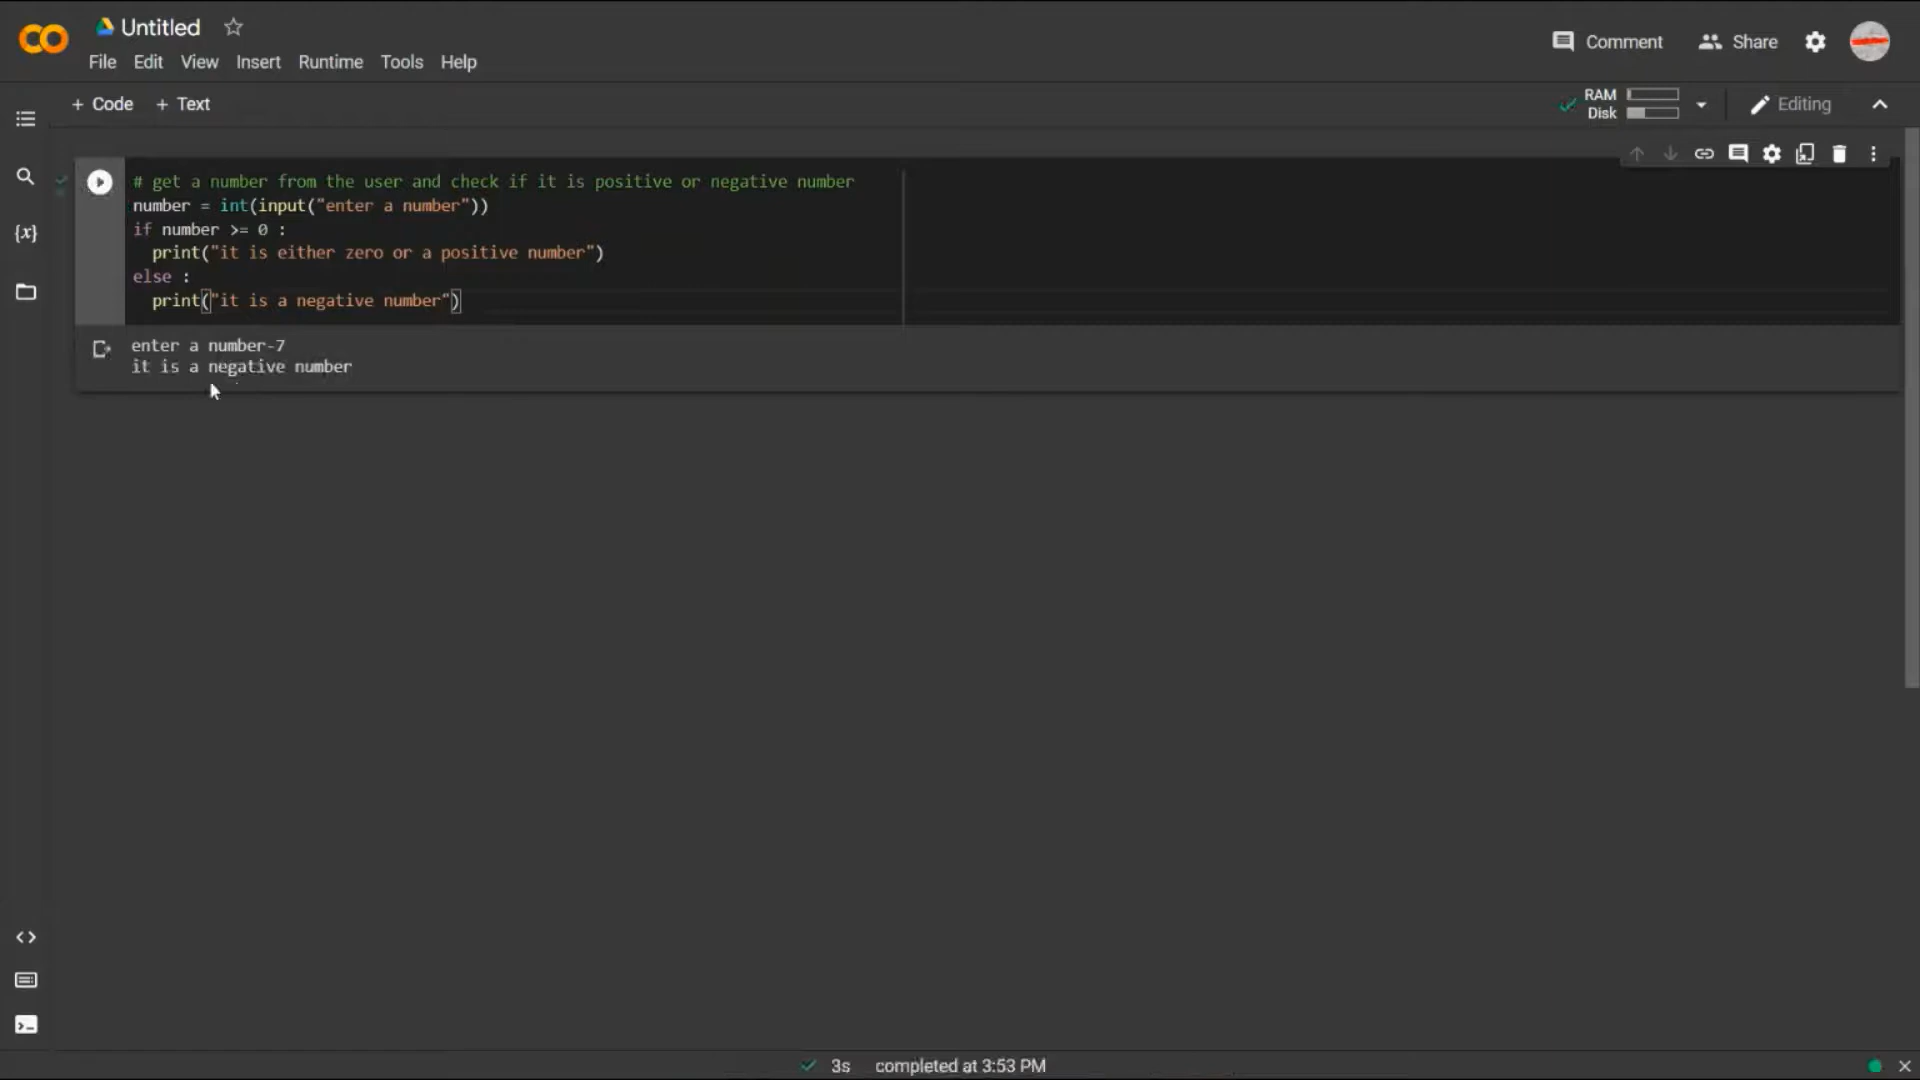 Untitled
Comment
Share
File Edit View Insert Runtime Tools Help
+ Code + Text
RAM
Disk
Editing
# get a number from the user and check if it is positive or negative number
number = int(input("enter a number"))
if number >= 0 :
  print("it is either zero or a positive number")
else :
  print("it is a negative number")
enter a number-7
it is a negative number
{x}
3s completed at 3:53 PM